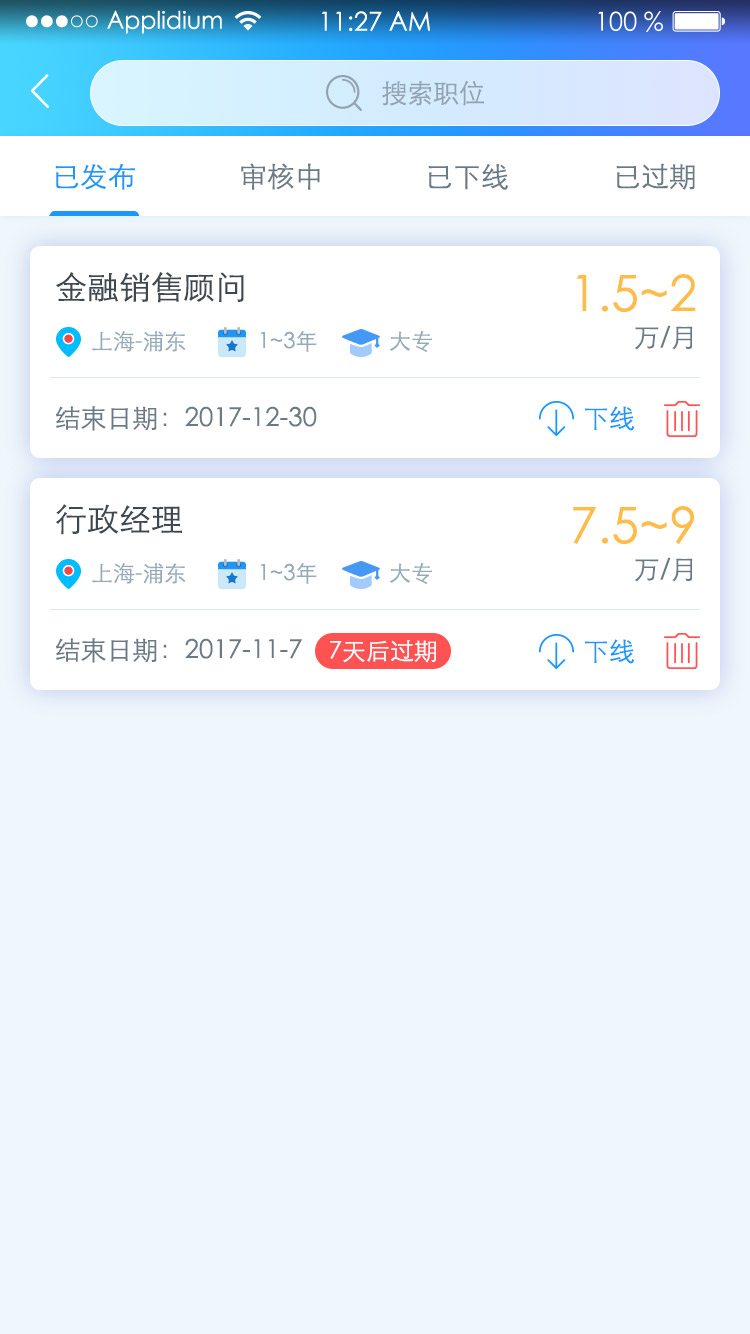 Applidium 11:27 AM 100 %
搜索职位
已发布 审核中 已下线 已过期
金融销售顾问 1.5~2
上海-浦东 1~3年 大专 万/月
结束日期：2017-12-30 下线
行政经理 7.5~9
上海-浦东 1~3年 大专 万/月
结束日期：2017-11-7 7天后过期 下线